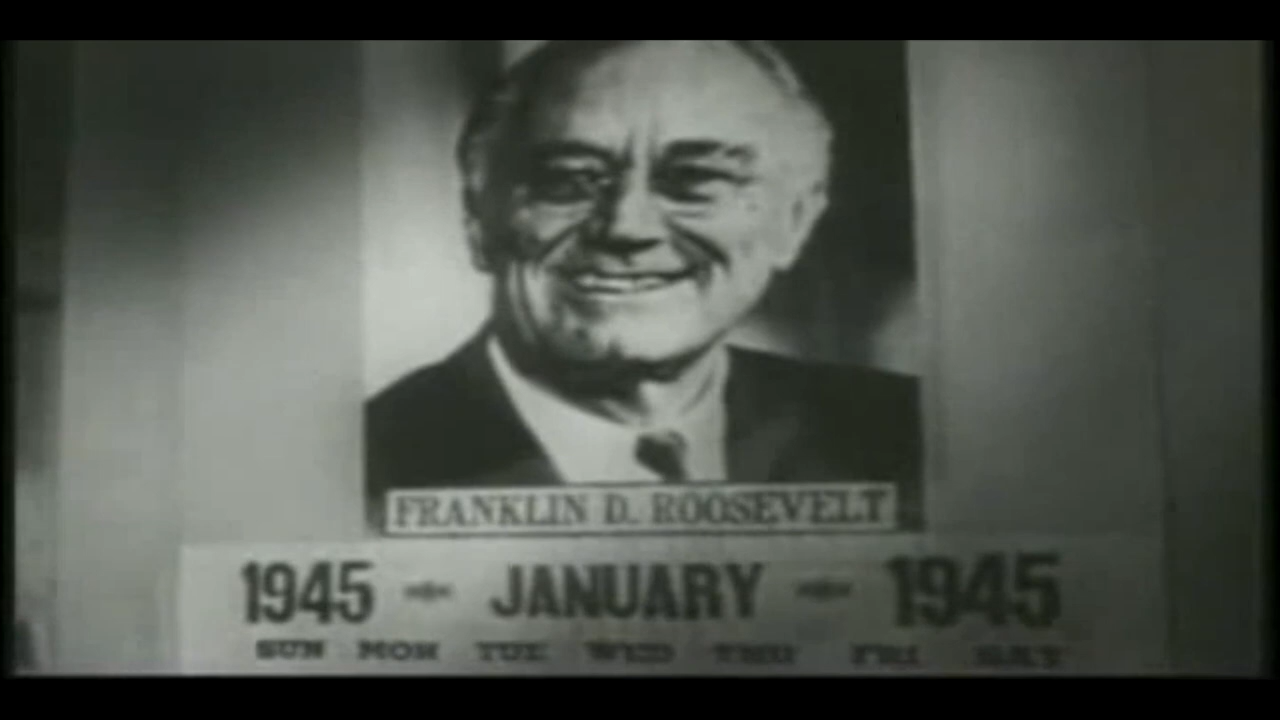 FRANKLIN D. ROOSEVELT
1945 - JANUARY - 1945
SUN MON TUE WED THU FRI SAT